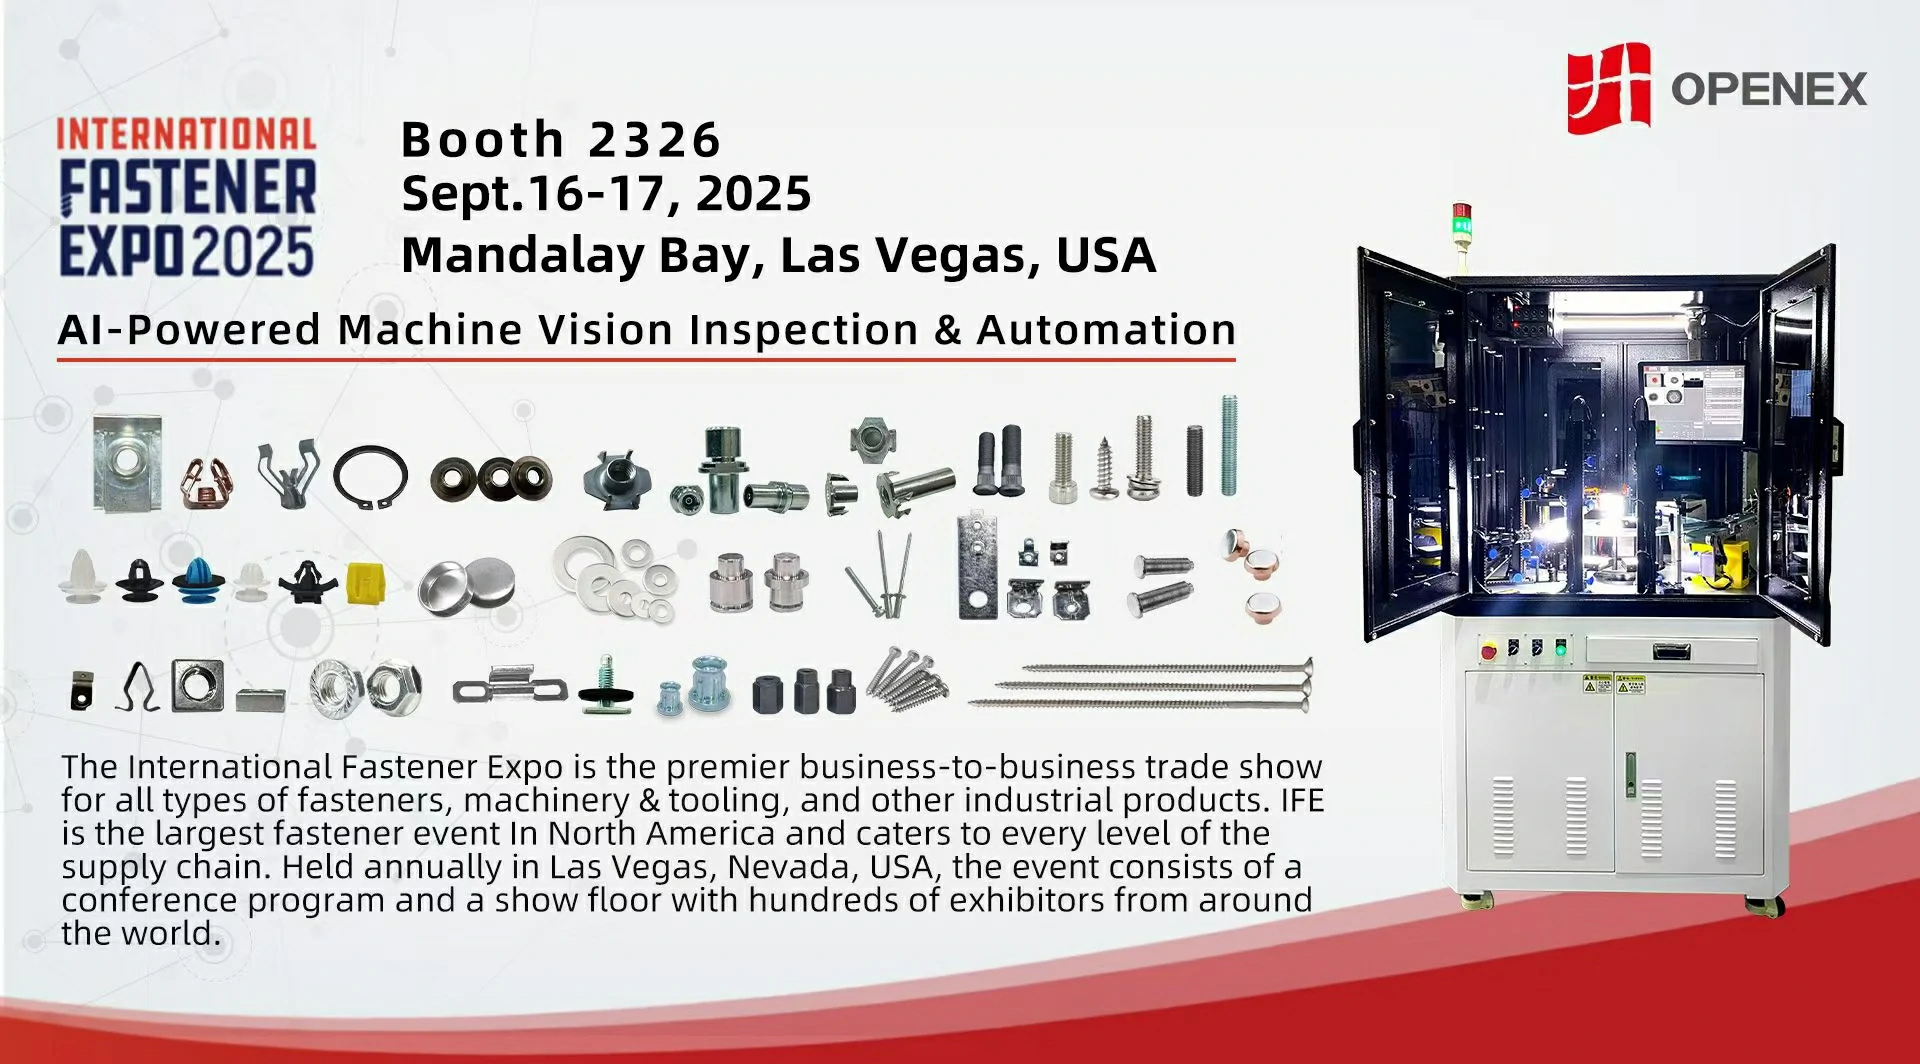 INTERNATIONAL
FASTENER
EXPO 2025
Booth 2326
Sept.16-17, 2025
Mandalay Bay, Las Vegas, USA
OPENEX
AI-Powered Machine Vision Inspection & Automation
The International Fastener Expo is the premier business-to-business trade show
for all types of fasteners, machinery & tooling, and other industrial products. IFE
is the largest fastener event In North America and caters to every level of the
supply chain. Held annually in Las Vegas, Nevada, USA, the event consists of a
conference program and a show floor with hundreds of exhibitors from around
the world.